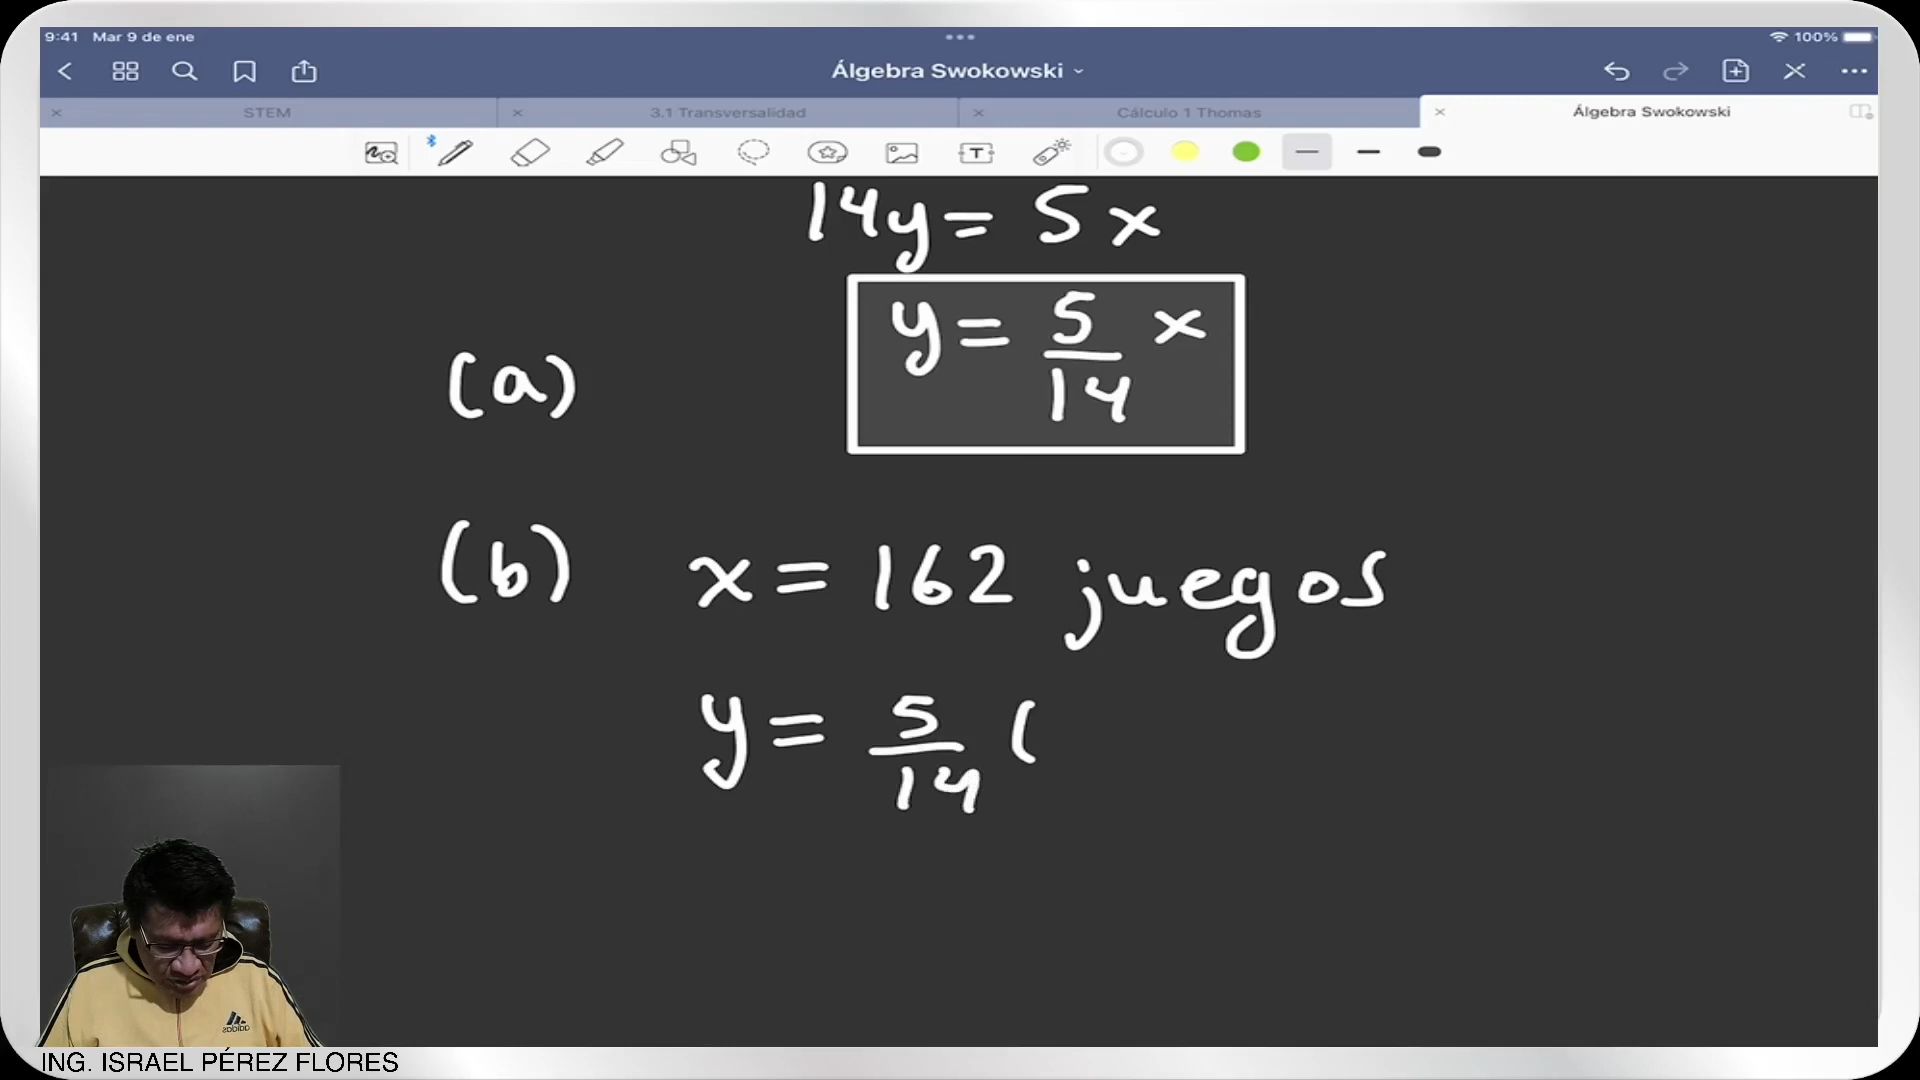 9:41 Mar 9 de ene 100%
Álgebra Swokowski
STEM 3.1 Transversalidad Cálculo 1 Thomas Álgebra Swokowski
14y = 5x
(a) y = 5/14 x
(b) x = 162 juegos
y = 5/14 (
adidas
ING. ISRAEL PÉREZ FLORES